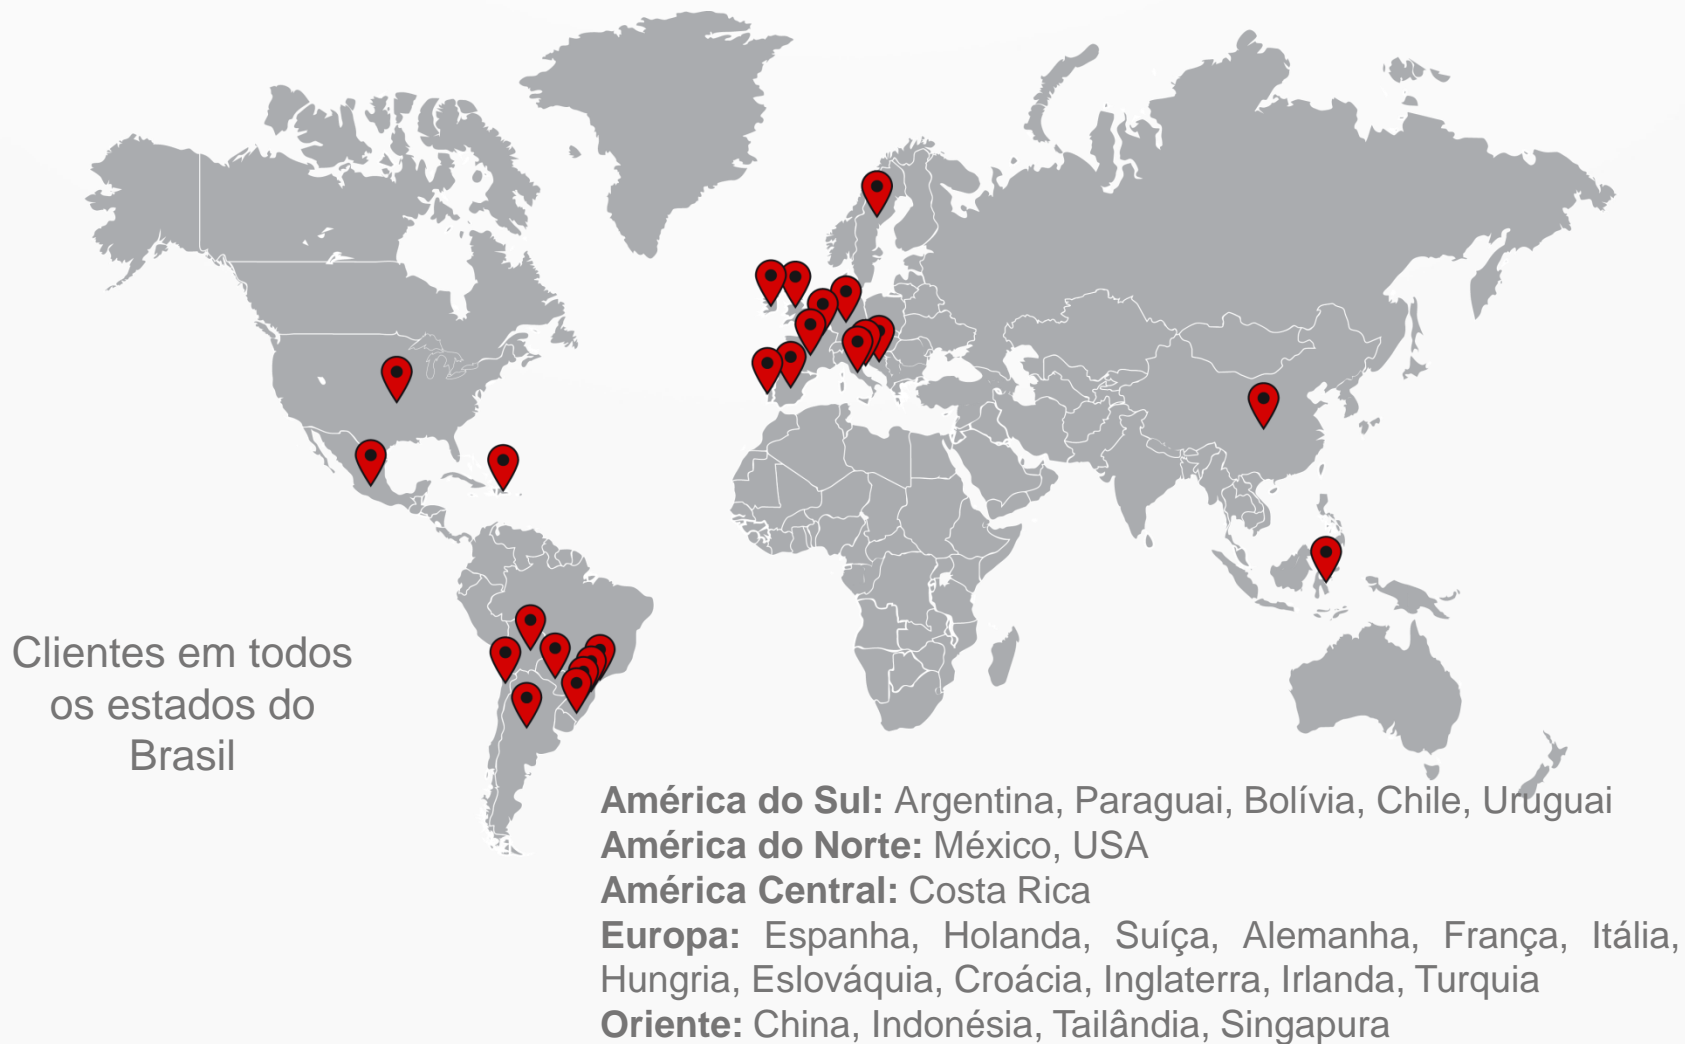 Clientes em todos
os estados do
Brasil
América do Sul: Argentina, Paraguai, Bolívia, Chile, Uruguai
América do Norte: México, USA
América Central: Costa Rica
Europa: Espanha, Holanda, Suíça, Alemanha, França, Itália,
Hungria, Eslováquia, Croácia, Inglaterra, Irlanda, Turquia
Oriente: China, Indonésia, Tailândia, Singapura